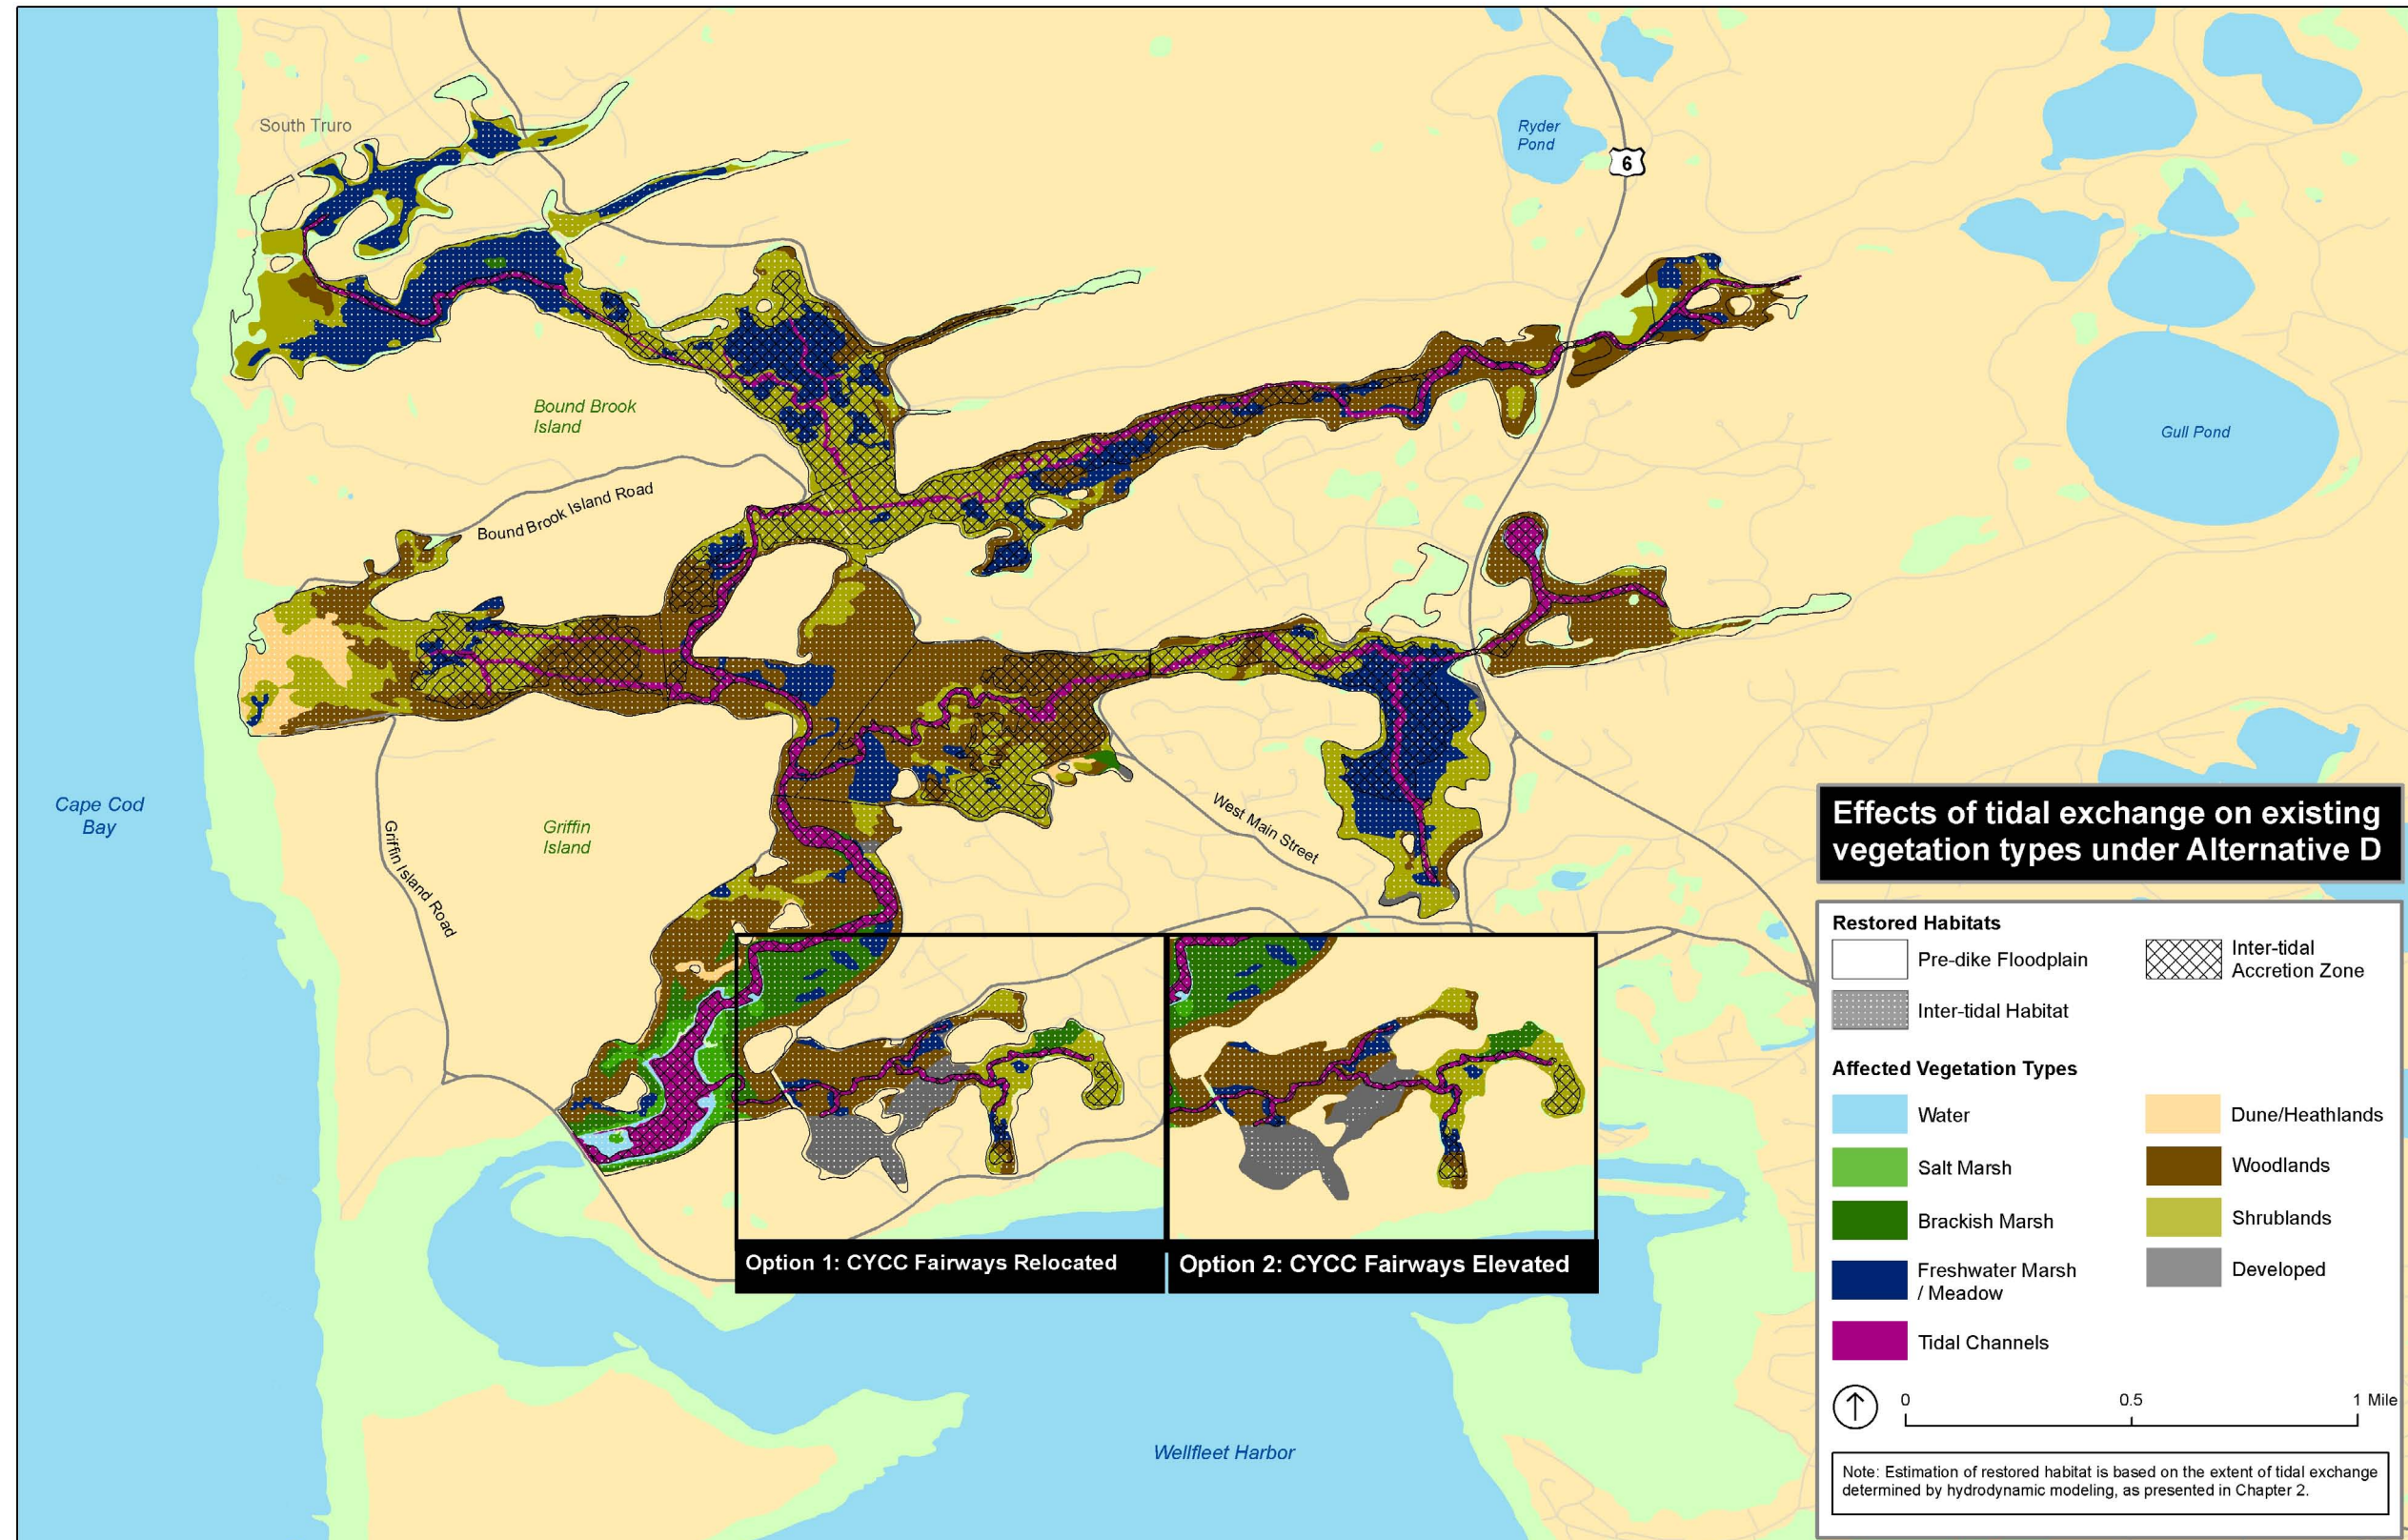 South Truro
Ryder
Pond
6
Bound Brook
Island
Gull Pond
Bound Brook Island Road
Cape Cod
Bay
Griffin Island Road
Griffin
Island
West Main Street
Effects of tidal exchange on existing
vegetation types under Alternative D
Restored Habitats
Pre-dike Floodplain
Inter-tidal
Accretion Zone
Inter-tidal Habitat
Affected Vegetation Types
Water
Dune/Heathlands
Salt Marsh
Woodlands
Brackish Marsh
Shrublands
Freshwater Marsh
/ Meadow
Developed
Tidal Channels
0 0.5 1 Mile
Note: Estimation of restored habitat is based on the extent of tidal exchange
determined by hydrodynamic modeling, as presented in Chapter 2.
Option 1: CYCC Fairways Relocated
Option 2: CYCC Fairways Elevated
Wellfleet Harbor